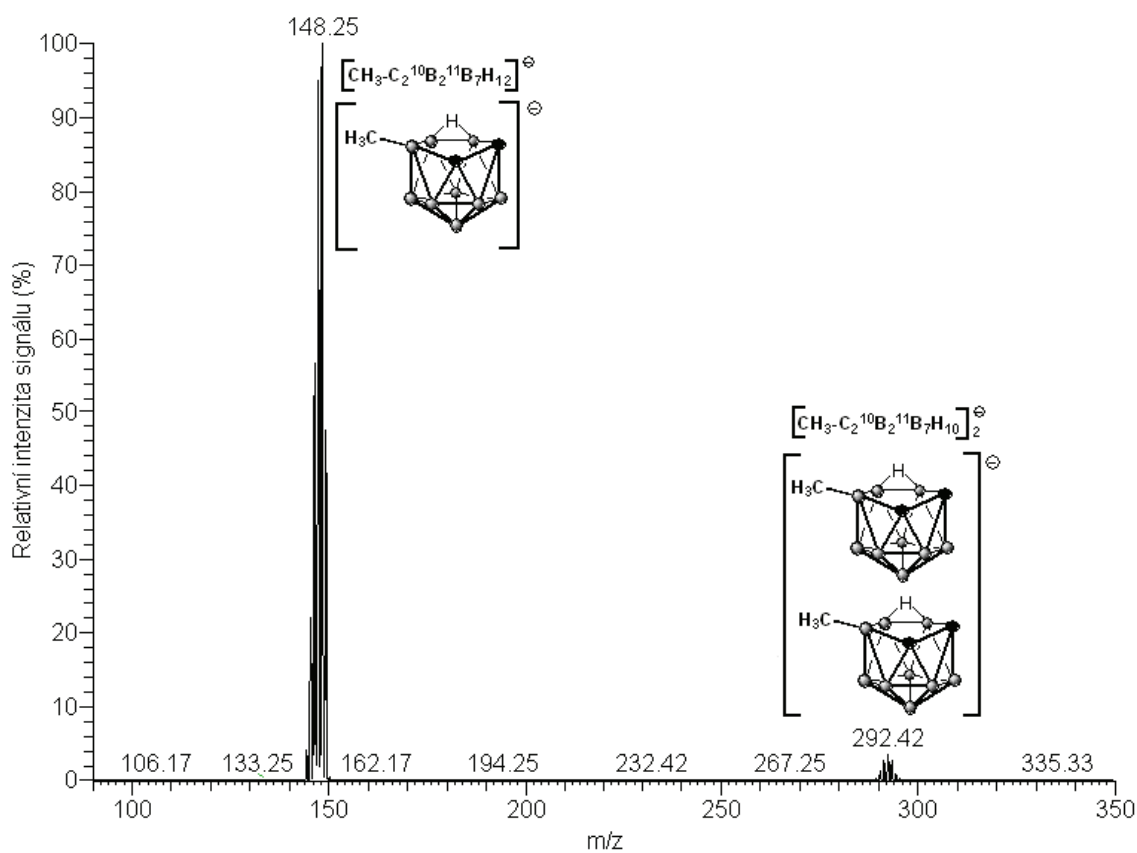 148.25
100
90
80
70
60
50
40
30
20
10
0
Relativní intenzita signálu (%)
[CH₃-C₂¹⁰B₂¹¹B₇H₁₂]⊖
⊖
H
H₃C
[CH₃-C₂¹⁰B₂¹¹B₇H₁₀]₂⊖
⊖
H
H₃C
H
H₃C
292.42
106.17 133.25 162.17 194.25 232.42 267.25 335.33
100 150 200 250 300 350
m/z